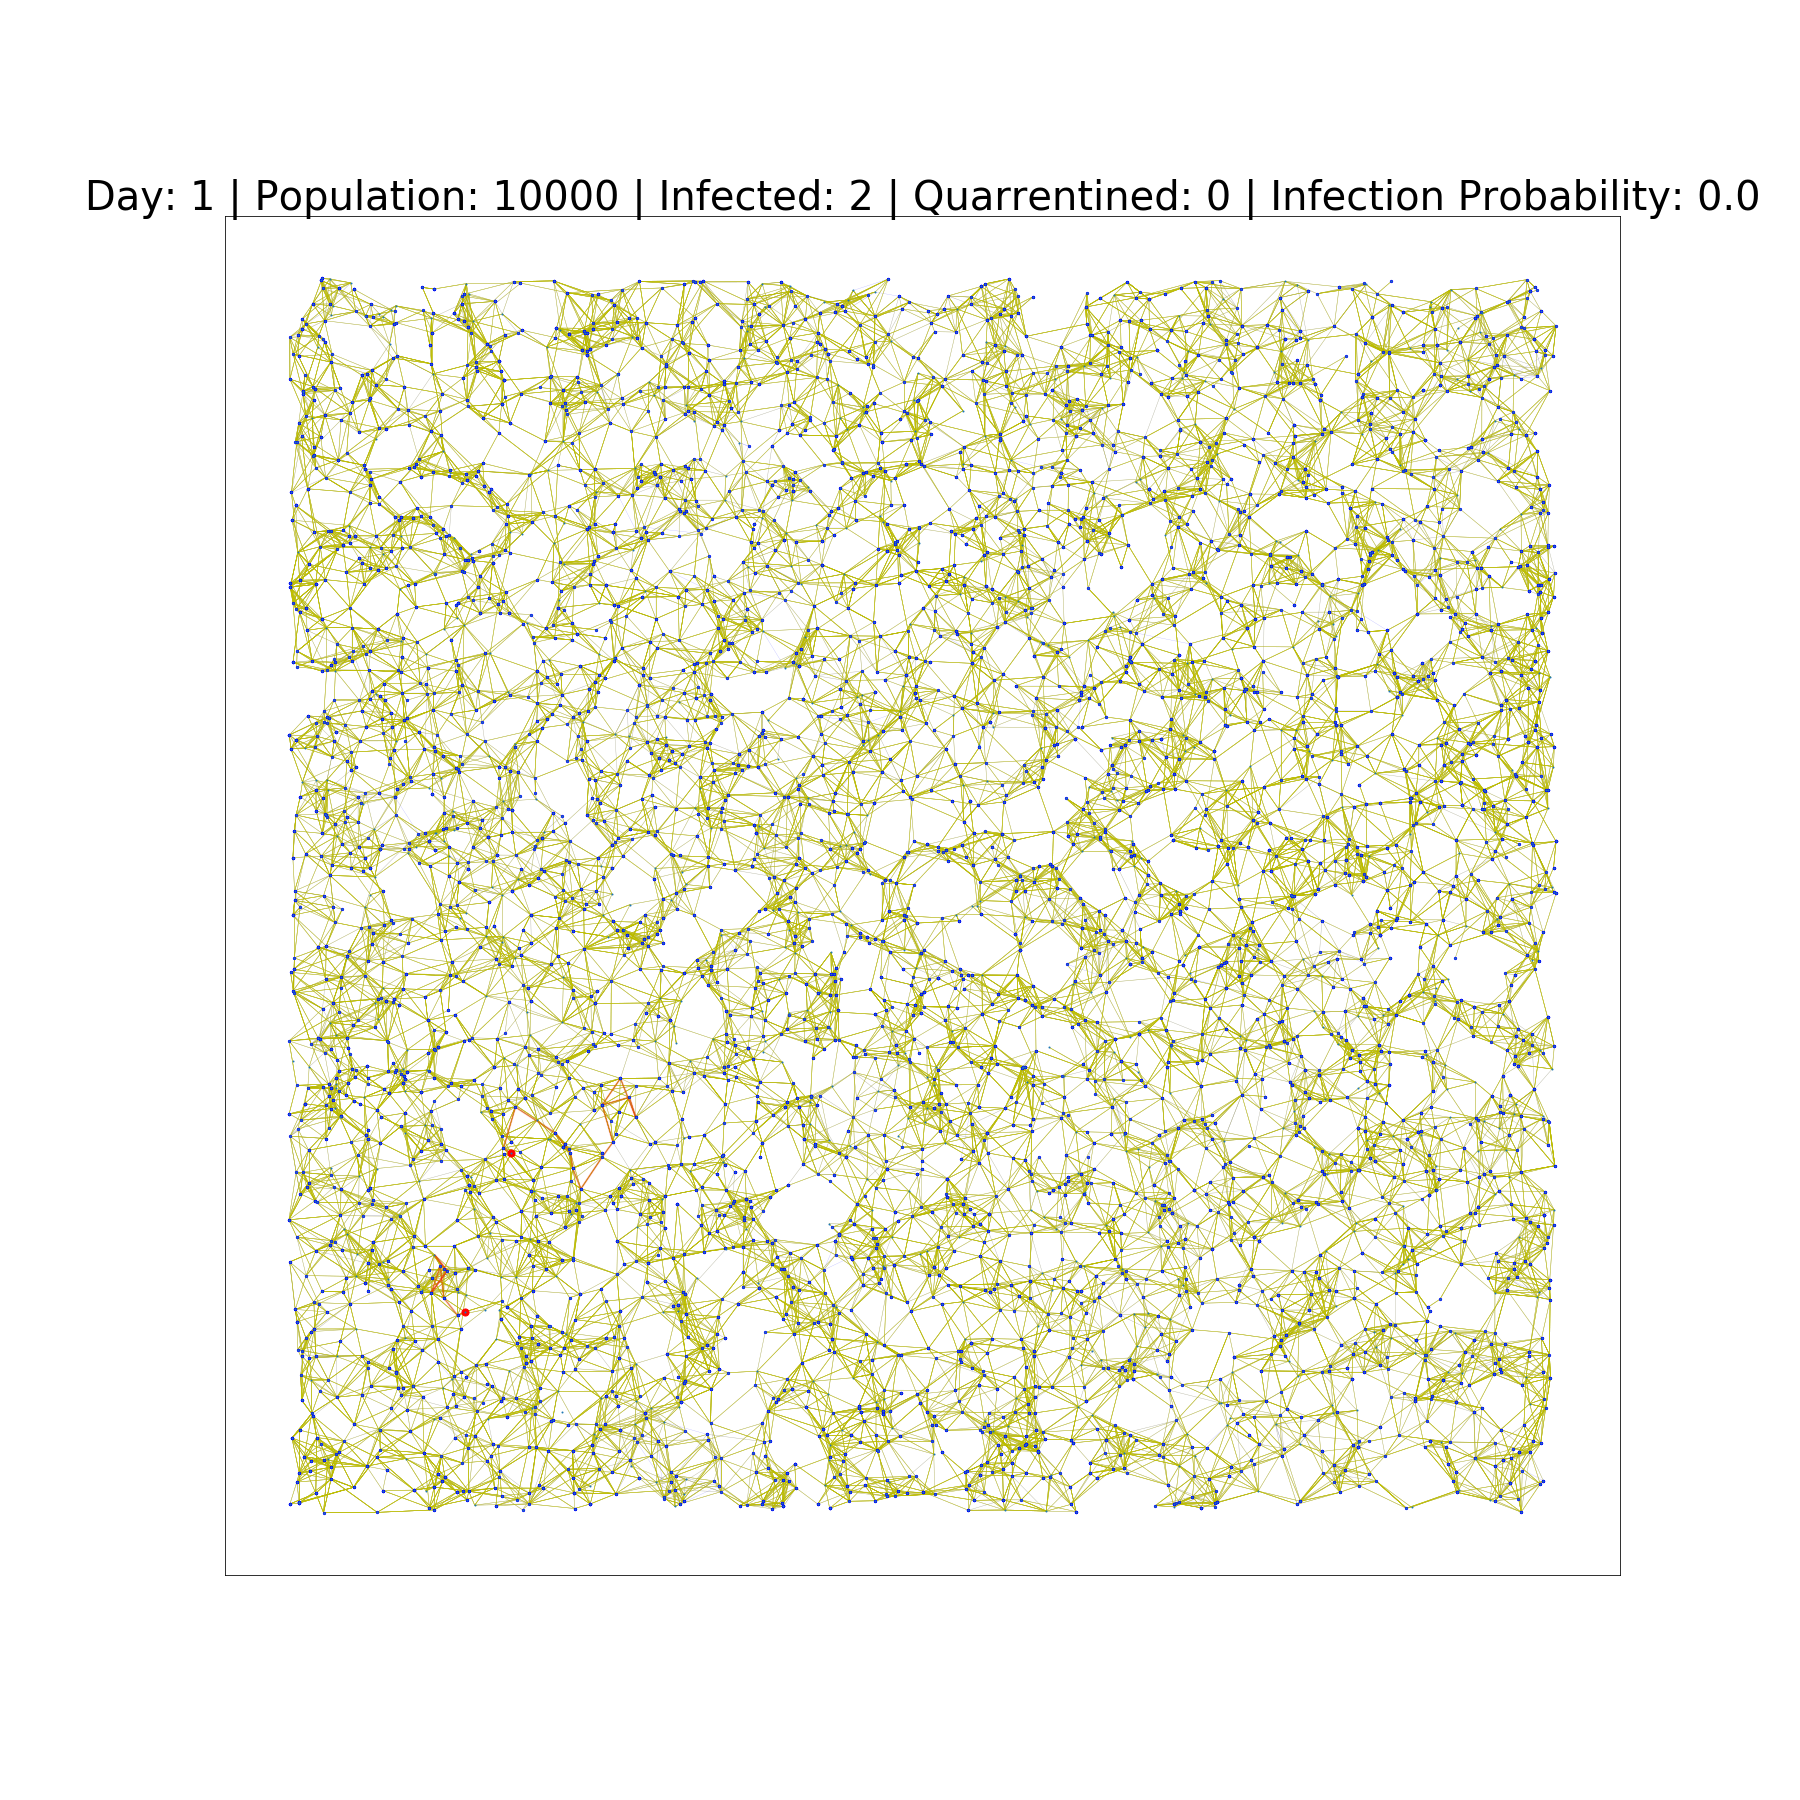 Day: 1 | Population: 10000 | Infected: 2 | Quarrentined: 0 | Infection Probability: 0.0